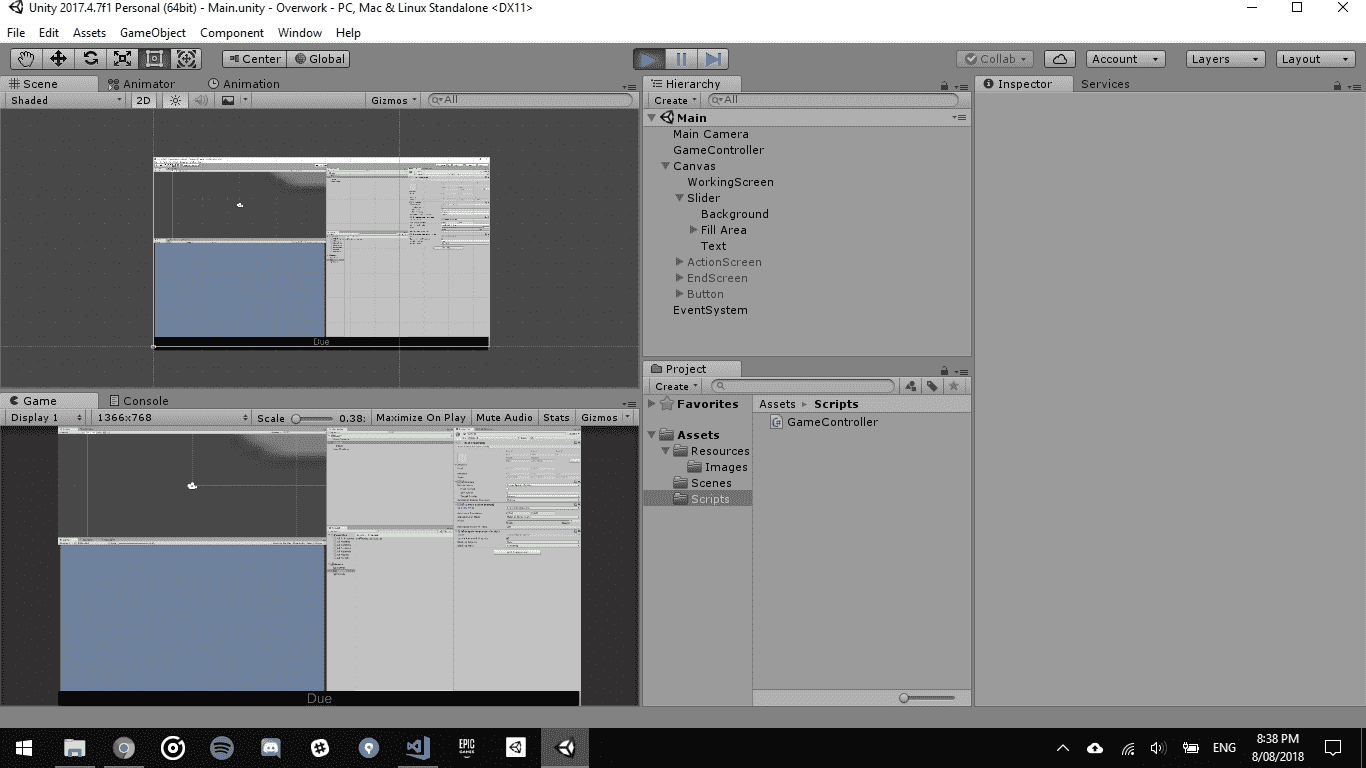 Unity 2017.4.7f1 Personal (64bit) - Main.unity - Overwork - PC, Mac & Linux Standalone <DX11>
File Edit Assets GameObject Component Window Help
Center Global Collab Account Layers Layout
Scene Animator Animation
Shaded 2D Gizmos All
Due
Game Console
Display 1 1366x768 Scale 0.38: Maximize On Play Mute Audio Stats Gizmos
Due
Hierarchy
Create All
Main
Main Camera
GameController
Canvas
WorkingScreen
Slider
Background
Fill Area
Text
ActionScreen
EndScreen
Button
EventSystem
Project
Create
Favorites
Assets
Resources
Images
Scenes
Scripts
Assets Scripts
GameController
Inspector Services
EPIC GAMES
ENG
8:38 PM
8/08/2018